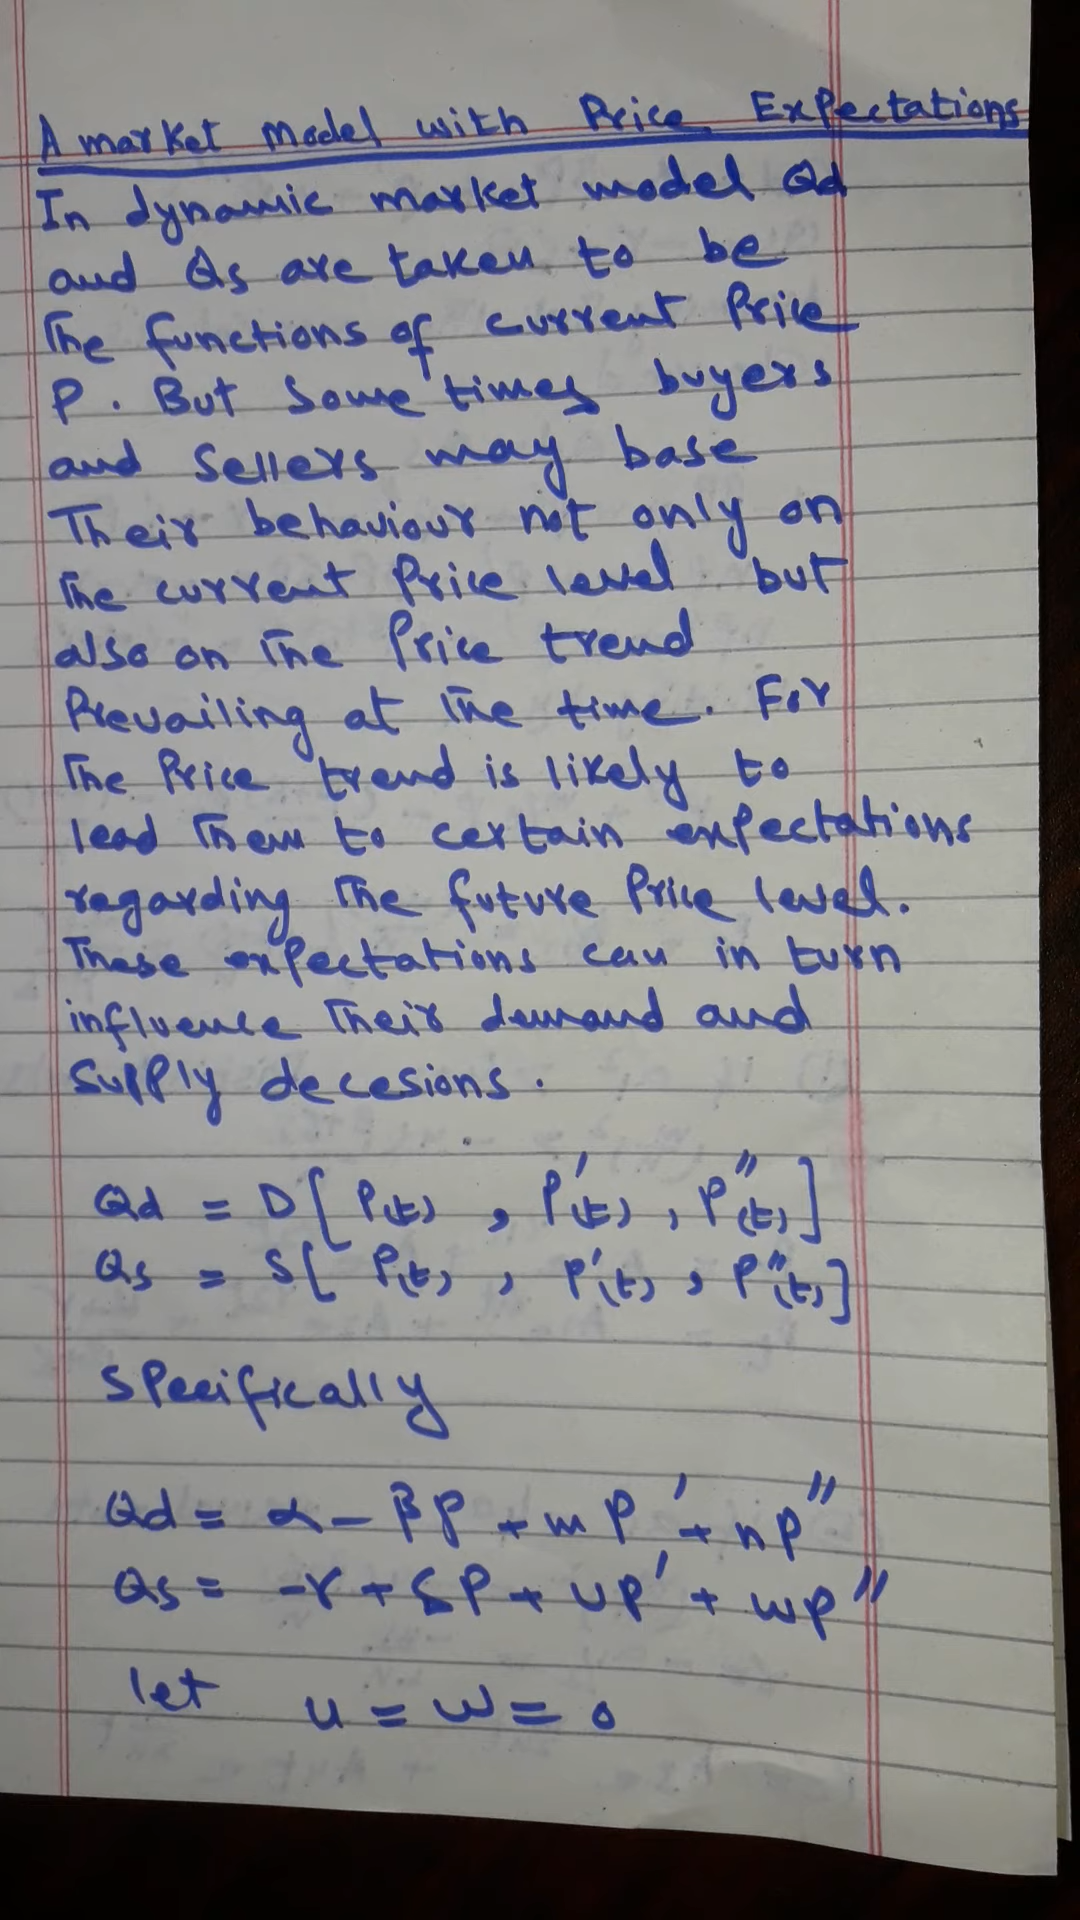 A market Model with Price Expectations
In dynamic market model Qd
and Qs are taken to be
The functions of current Price
P. But Some times buyers
and Sellers may base
Their behaviour not only on
The current Price level but
also on The Price trend
Prevailing at The time. For
The Price trend is likely to
lead Them to certain expectations
regarding The future Price level.
These expectations can in turn
influence Their demand and
Supply decesions.
Qd = D[ P(t) , P'(t) , P''(t) ]
Qs = S[ P(t) , P'(t) , P''(t) ]
Specifically
Qd = α - βP + mP' + nP''
Qs = -γ + δP + uP' + wP''
let u = w = 0